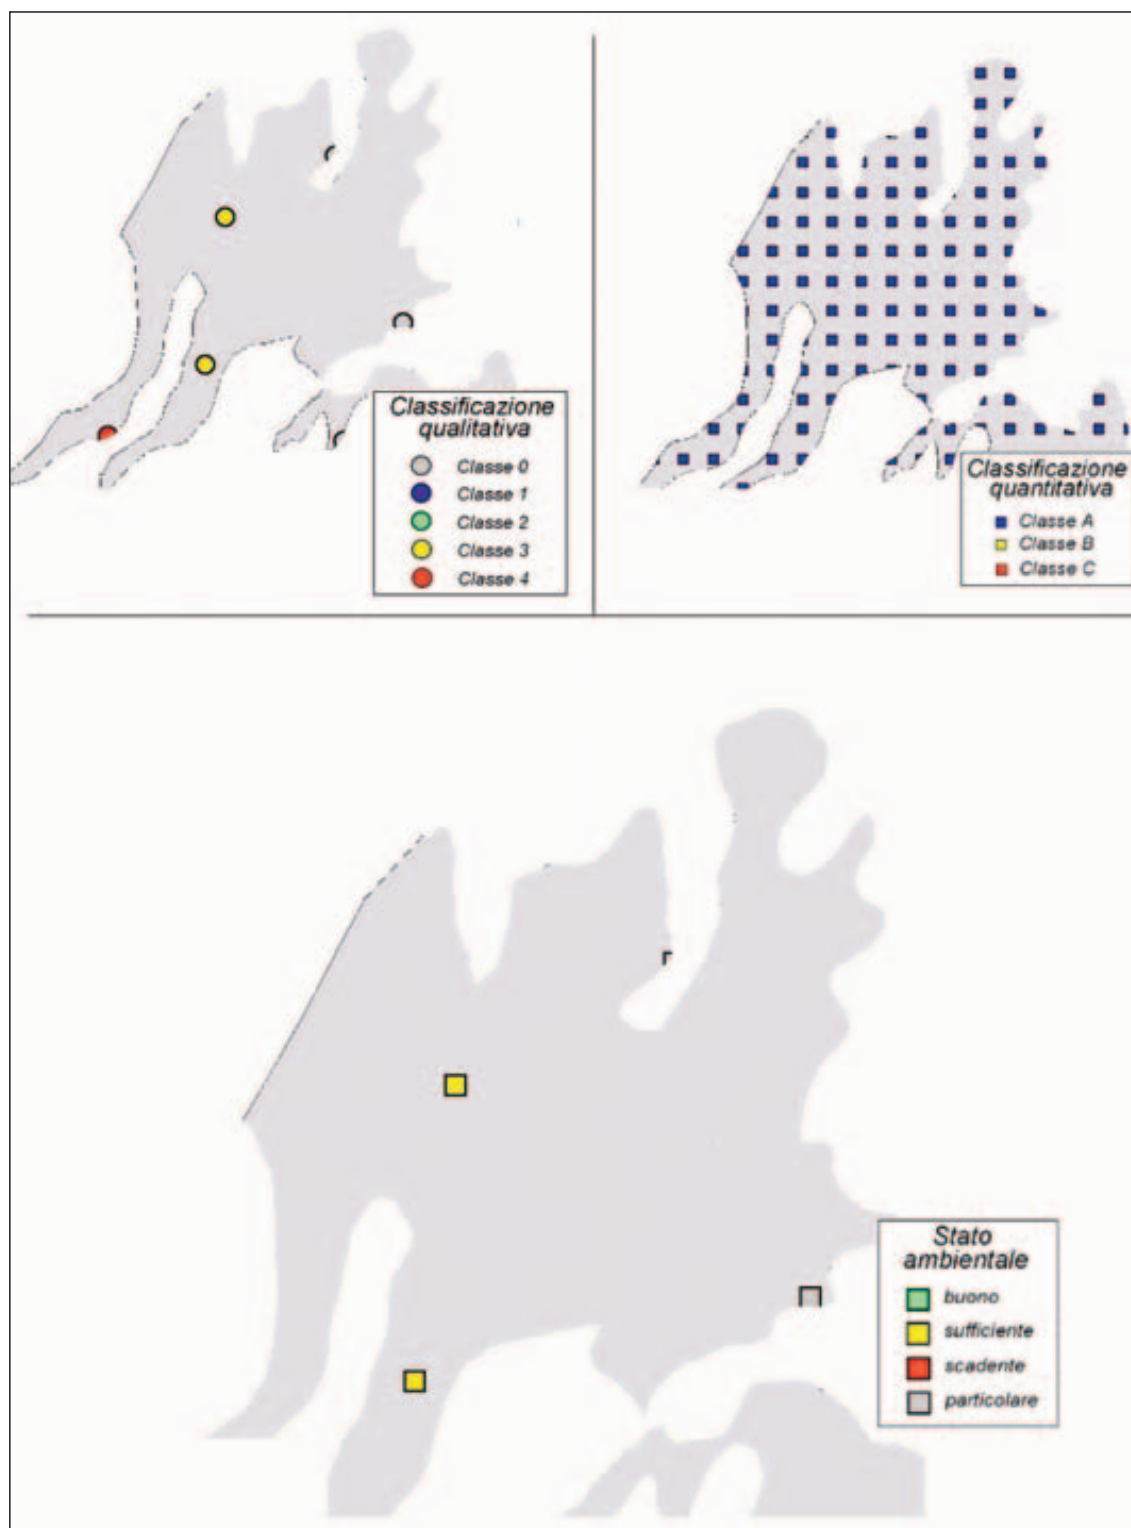 Classificazione
qualitativa
Classe 0
Classe 1
Classe 2
Classe 3
Classe 4
Classificazione
quantitativa
Classe A
Classe B
Classe C
Stato
ambientale
buono
sufficiente
scadente
particolare